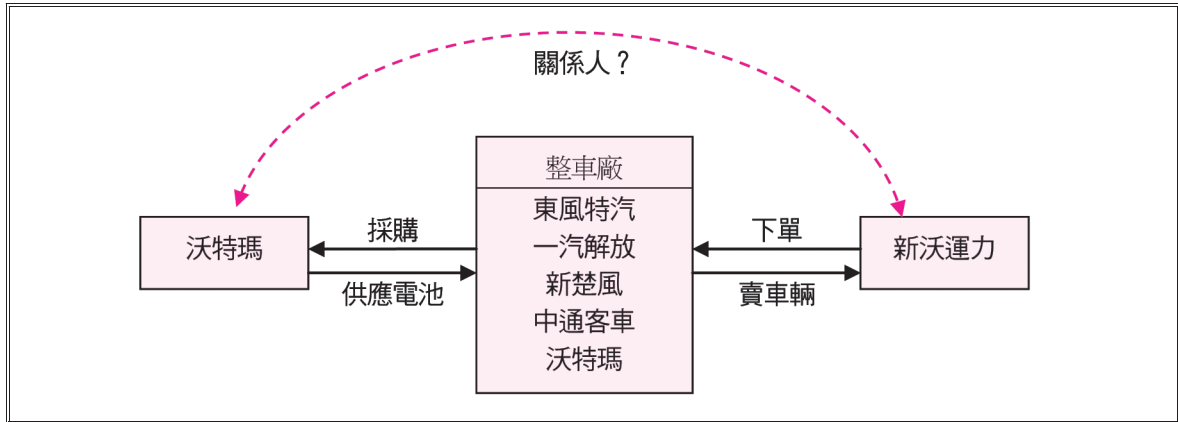 關係人？
整車廠
東風特汽
一汽解放
新楚風
中通客車
沃特瑪
沃特瑪
採購
供應電池
下單
賣車輛
新沃運力